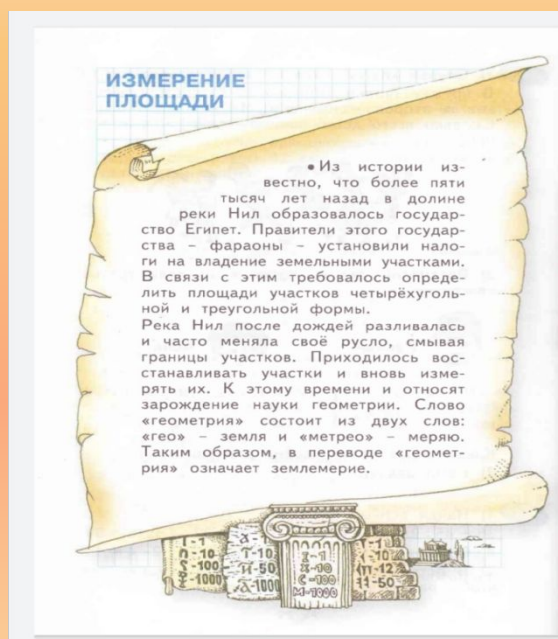 ИЗМЕРЕНИЕ
ПЛОЩАДИ
• Из истории из-
вестно, что более пяти
тысяч лет назад в долине
реки Нил образовалось государ-
ство Египет. Правители этого государ-
ства – фараоны – установили нало-
ги на владение земельными участками.
В связи с этим требовалось опреде-
лить площади участков четырёхуголь-
ной и треугольной формы.
Река Нил после дождей разливалась
и часто меняла своё русло, смывая
границы участков. Приходилось вос-
станавливать участки и вновь изме-
рять их. К этому времени и относят
зарождение науки геометрии. Слово
«геометрия» состоит из двух слов:
«гео» – земля и «метрео» – меряю.
Таким образом, в переводе «геомет-
рия» означает землемерие.
I-1
X-10
C-100
M-1000